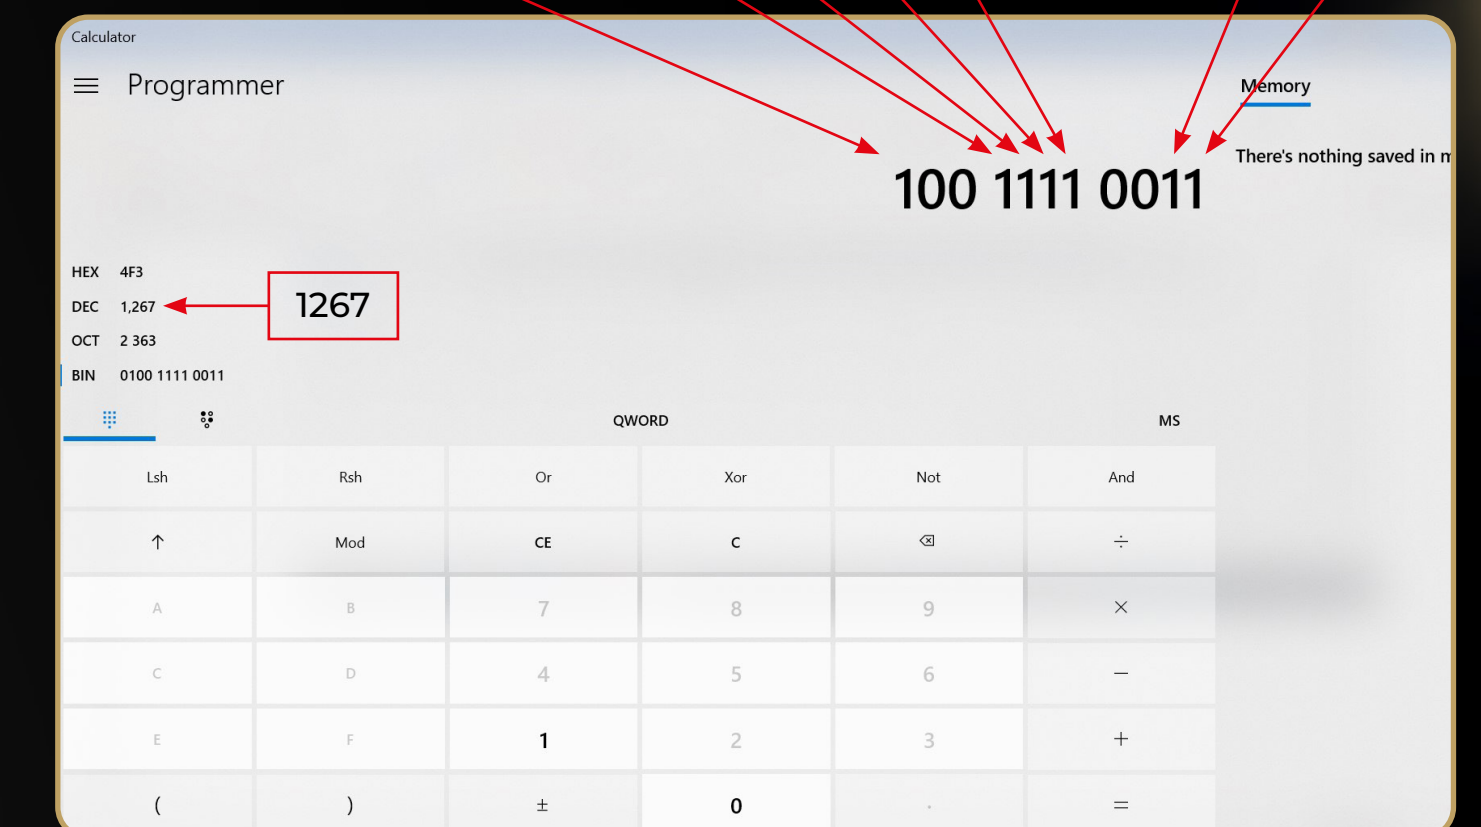 Calculator
Programmer
Memory
There's nothing saved in m
100 1111 0011
HEX 4F3
DEC 1,267
1267
OCT 2 363
BIN 0100 1111 0011
QWORD MS
Lsh Rsh Or Xor Not And
↑ Mod CE C ⌫ ÷
A B 7 8 9 ×
C D 4 5 6 −
E F 1 2 3 +
( ) ± 0 . =